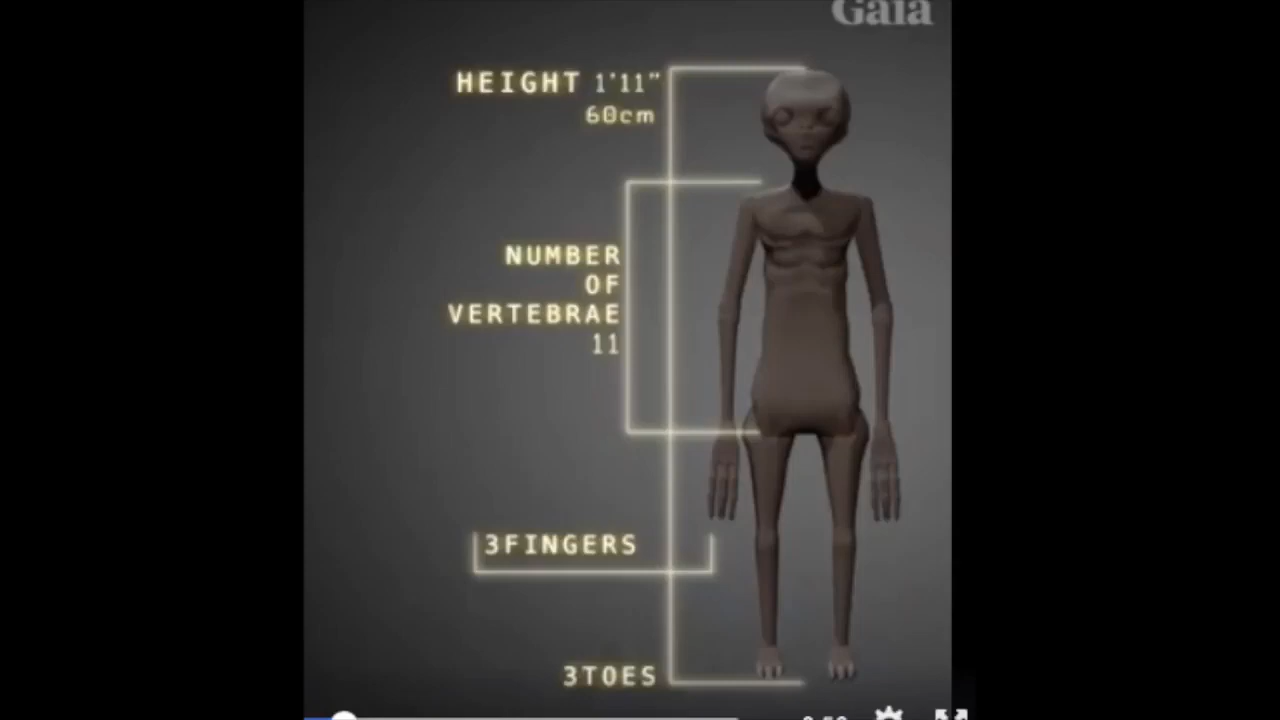 Gaia
HEIGHT 1'11"
60cm
NUMBER
OF
VERTEBRAE
11
3FINGERS
3TOES